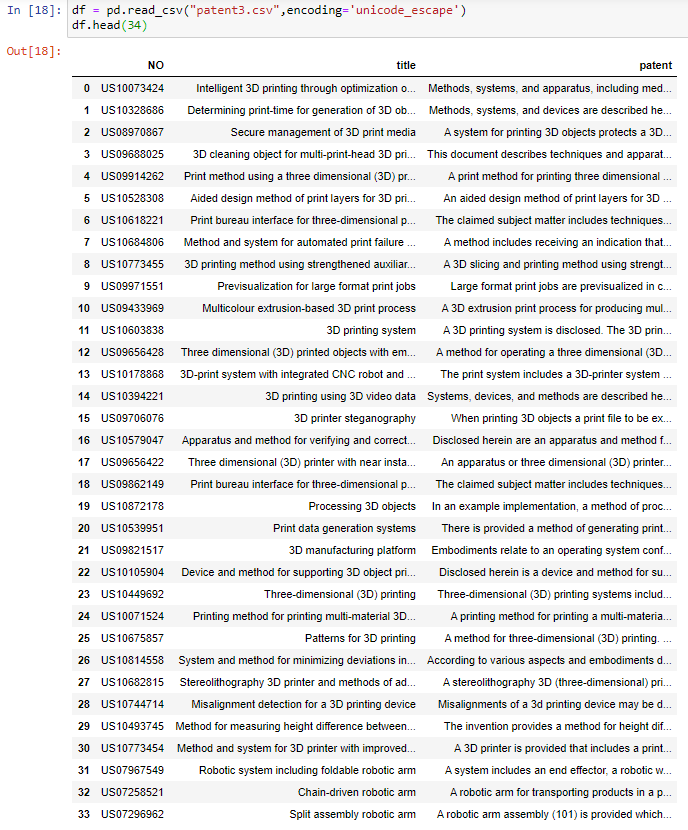 In [18]: df = pd.read_csv("patent3.csv",encoding='unicode_escape')
df.head(34)
Out[18]:
NO title patent
0 US10073424 Intelligent 3D printing through optimization o... Methods, systems, and apparatus, including med...
1 US10328686 Determining print-time for generation of 3D ob... Methods, systems, and devices are described he...
2 US08970867 Secure management of 3D print media A system for printing 3D objects protects a 3D...
3 US09688025 3D cleaning object for multi-print-head 3D pri... This document describes techniques and apparat...
4 US09914262 Print method using a three dimensional (3D) pr... A print method for printing three dimensional ...
5 US10528308 Aided design method of print layers for 3D pri... An aided design method of print layers for 3D ...
6 US10618221 Print bureau interface for three-dimensional p... The claimed subject matter includes techniques...
7 US10684806 Method and system for automated print failure ... A method includes receiving an indication that...
8 US10773455 3D printing method using strengthened auxiliar... A 3D slicing and printing method using strengt...
9 US09971551 Previsualization for large format print jobs Large format print jobs are previsualized in c...
10 US09433969 Multicolour extrusion-based 3D print process A 3D extrusion print process for producing mul...
11 US10603838 3D printing system A 3D printing system is disclosed. The 3D prin...
12 US09656428 Three dimensional (3D) printed objects with em... A method for operating a three dimensional (3D...
13 US10178868 3D-print system with integrated CNC robot and ... The print system includes a 3D-printer system ...
14 US10394221 3D printing using 3D video data Systems, devices, and methods are described he...
15 US09706076 3D printer steganography When printing 3D objects a print file to be ex...
16 US10579047 Apparatus and method for verifying and correct... Disclosed herein are an apparatus and method f...
17 US09656422 Three dimensional (3D) printer with near insta... An apparatus or three dimensional (3D) printer...
18 US09862149 Print bureau interface for three-dimensional p... The claimed subject matter includes techniques...
19 US10872178 Processing 3D objects In an example implementation, a method of proc...
20 US10539951 Print data generation systems There is provided a method of generating print...
21 US09821517 3D manufacturing platform Embodiments relate to an operating system conf...
22 US10105904 Device and method for supporting 3D object pri... Disclosed herein is a device and method for su...
23 US10449692 Three-dimensional (3D) printing Three-dimensional (3D) printing systems includ...
24 US10071524 Printing method for printing multi-material 3D... A printing method for printing a multi-materia...
25 US10675857 Patterns for 3D printing A method for three-dimensional (3D) printing. ...
26 US10814558 System and method for minimizing deviations in... According to various aspects and embodiments d...
27 US10682815 Stereolithography 3D printer and methods of ad... A stereolithography 3D (three-dimensional) pri...
28 US10744714 Misalignment detection for a 3D printing device Misalignments of a 3d printing device may be d...
29 US10493745 Method for measuring height difference between... The invention provides a method for height dif...
30 US10773454 Method and system for 3D printer with improved... A 3D printer is provided that includes a print...
31 US07967549 Robotic system including foldable robotic arm A system includes an end effector, a robotic w...
32 US07258521 Chain-driven robotic arm A robotic arm for transporting products in a p...
33 US07296962 Split assembly robotic arm A robotic arm assembly (101) is provided which...